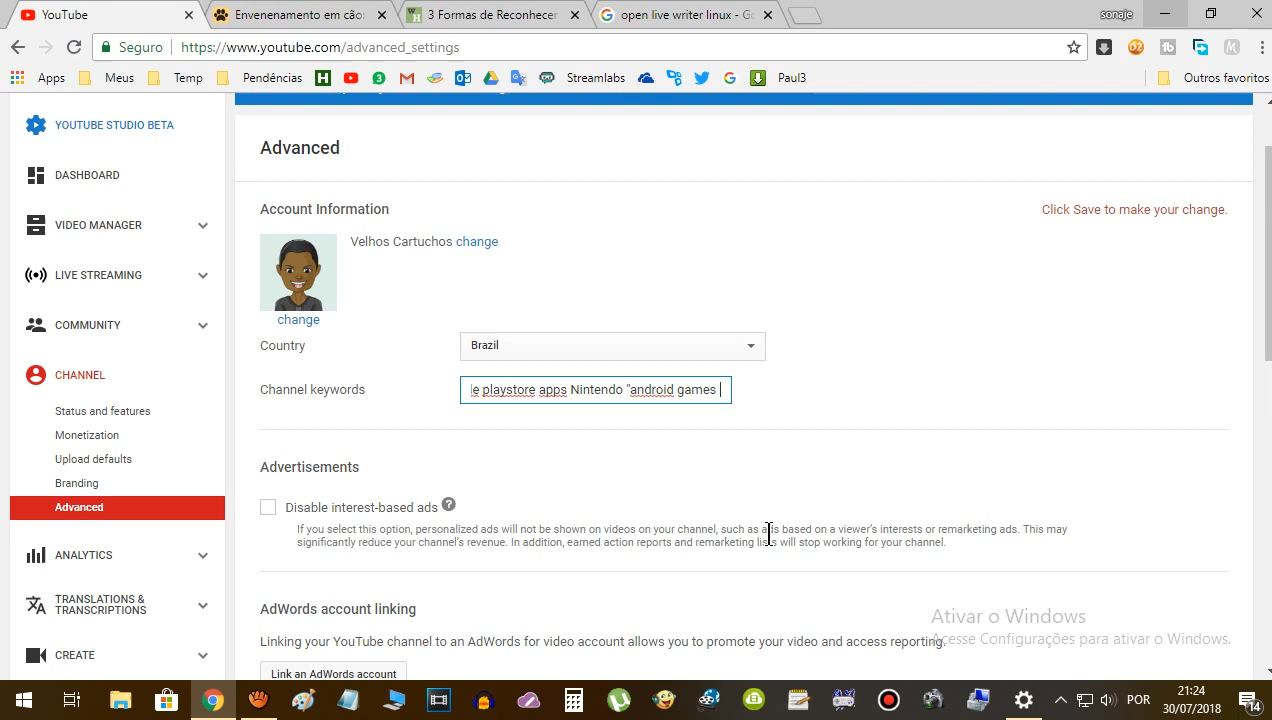 YouTube
Envenenamento em cão:
3 Formas de Reconhecer
open live writer linux - Go
sonaje
Seguro
https://www.youtube.com/advanced_settings
Apps
Meus
Temp
Pendências
Streamlabs
Paul3
Outros favoritos
YOUTUBE STUDIO BETA
DASHBOARD
VIDEO MANAGER
LIVE STREAMING
COMMUNITY
CHANNEL
Status and features
Monetization
Upload defaults
Branding
Advanced
ANALYTICS
TRANSLATIONS &
TRANSCRIPTIONS
CREATE
Advanced
Account Information
Click Save to make your change.
Velhos Cartuchos change
change
Country
Brazil
Channel keywords
le playstore apps Nintendo "android games
Advertisements
Disable interest-based ads
If you select this option, personalized ads will not be shown on videos on your channel, such as ads based on a viewer's interests or remarketing ads. This may
significantly reduce your channel's revenue. In addition, earned action reports and remarketing lists will stop working for your channel.
AdWords account linking
Linking your YouTube channel to an AdWords for video account allows you to promote your video and access reporting.
Link an AdWords account
Ativar o Windows
Acesse Configurações para ativar o Windows.
POR
21:24
30/07/2018
14